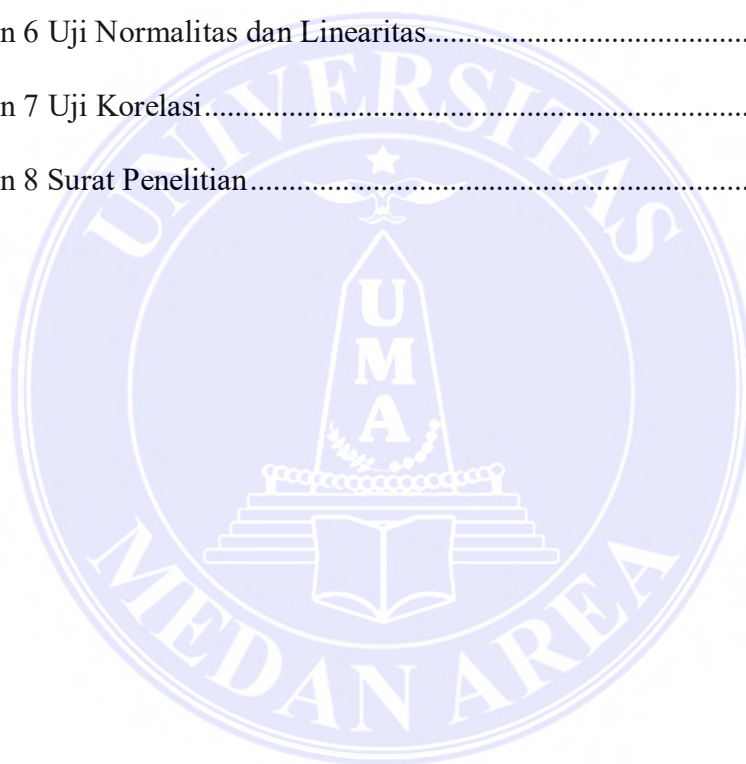 n 6 Uji Normalitas dan Linearitas..........................................
n 7 Uji Korelasi.......................................................................
n 8 Surat Penelitian.................................................................
UNIVERSITAS
U
M
A
MEDAN AREA